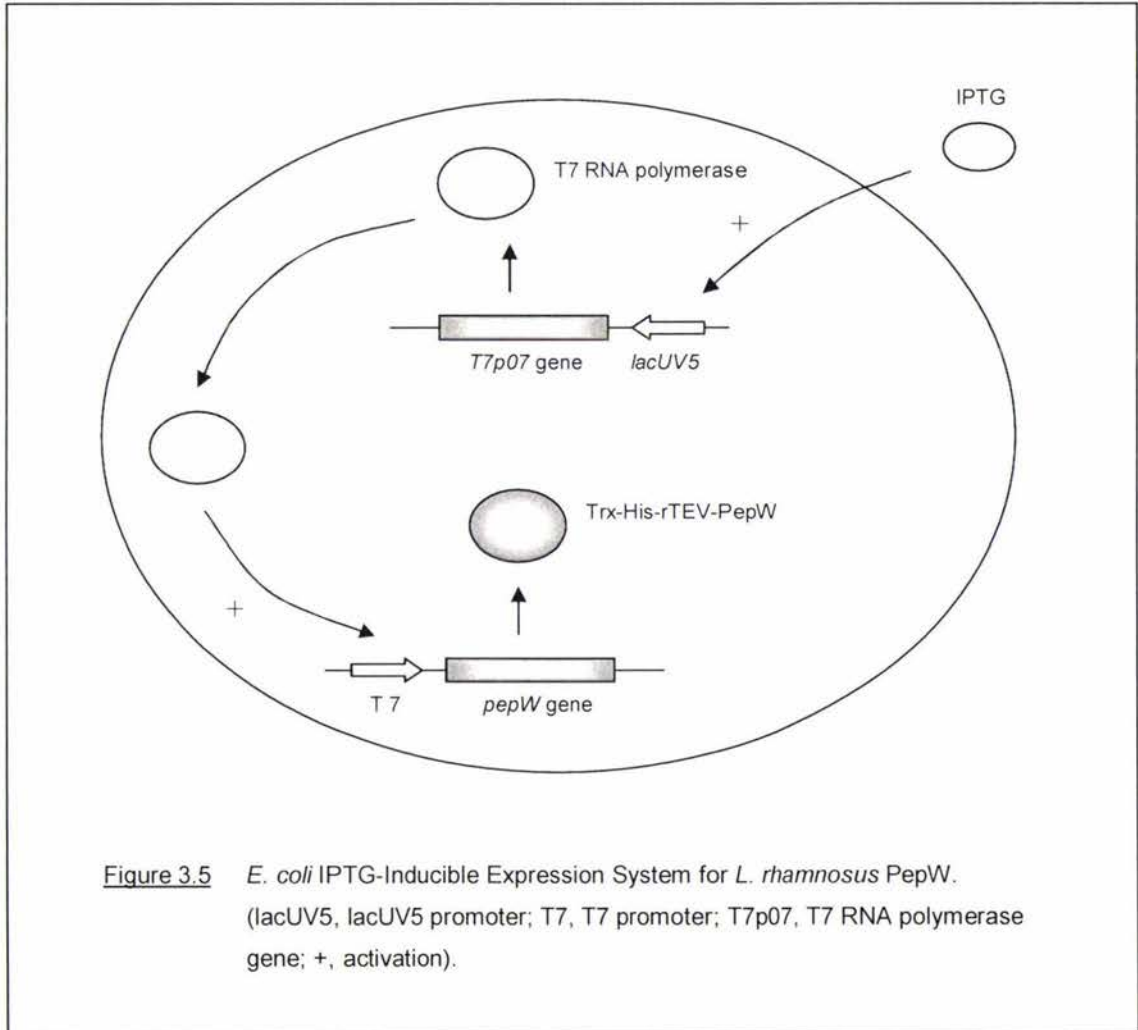 IPTG
T7 RNA polymerase
+
T7p07 gene
lacUV5
Trx-His-rTEV-PepW
+
T 7
pepW gene
Figure 3.5 E. coli IPTG-Inducible Expression System for L. rhamnosus PepW.
(lacUV5, lacUV5 promoter; T7, T7 promoter; T7p07, T7 RNA polymerase
gene; +, activation).